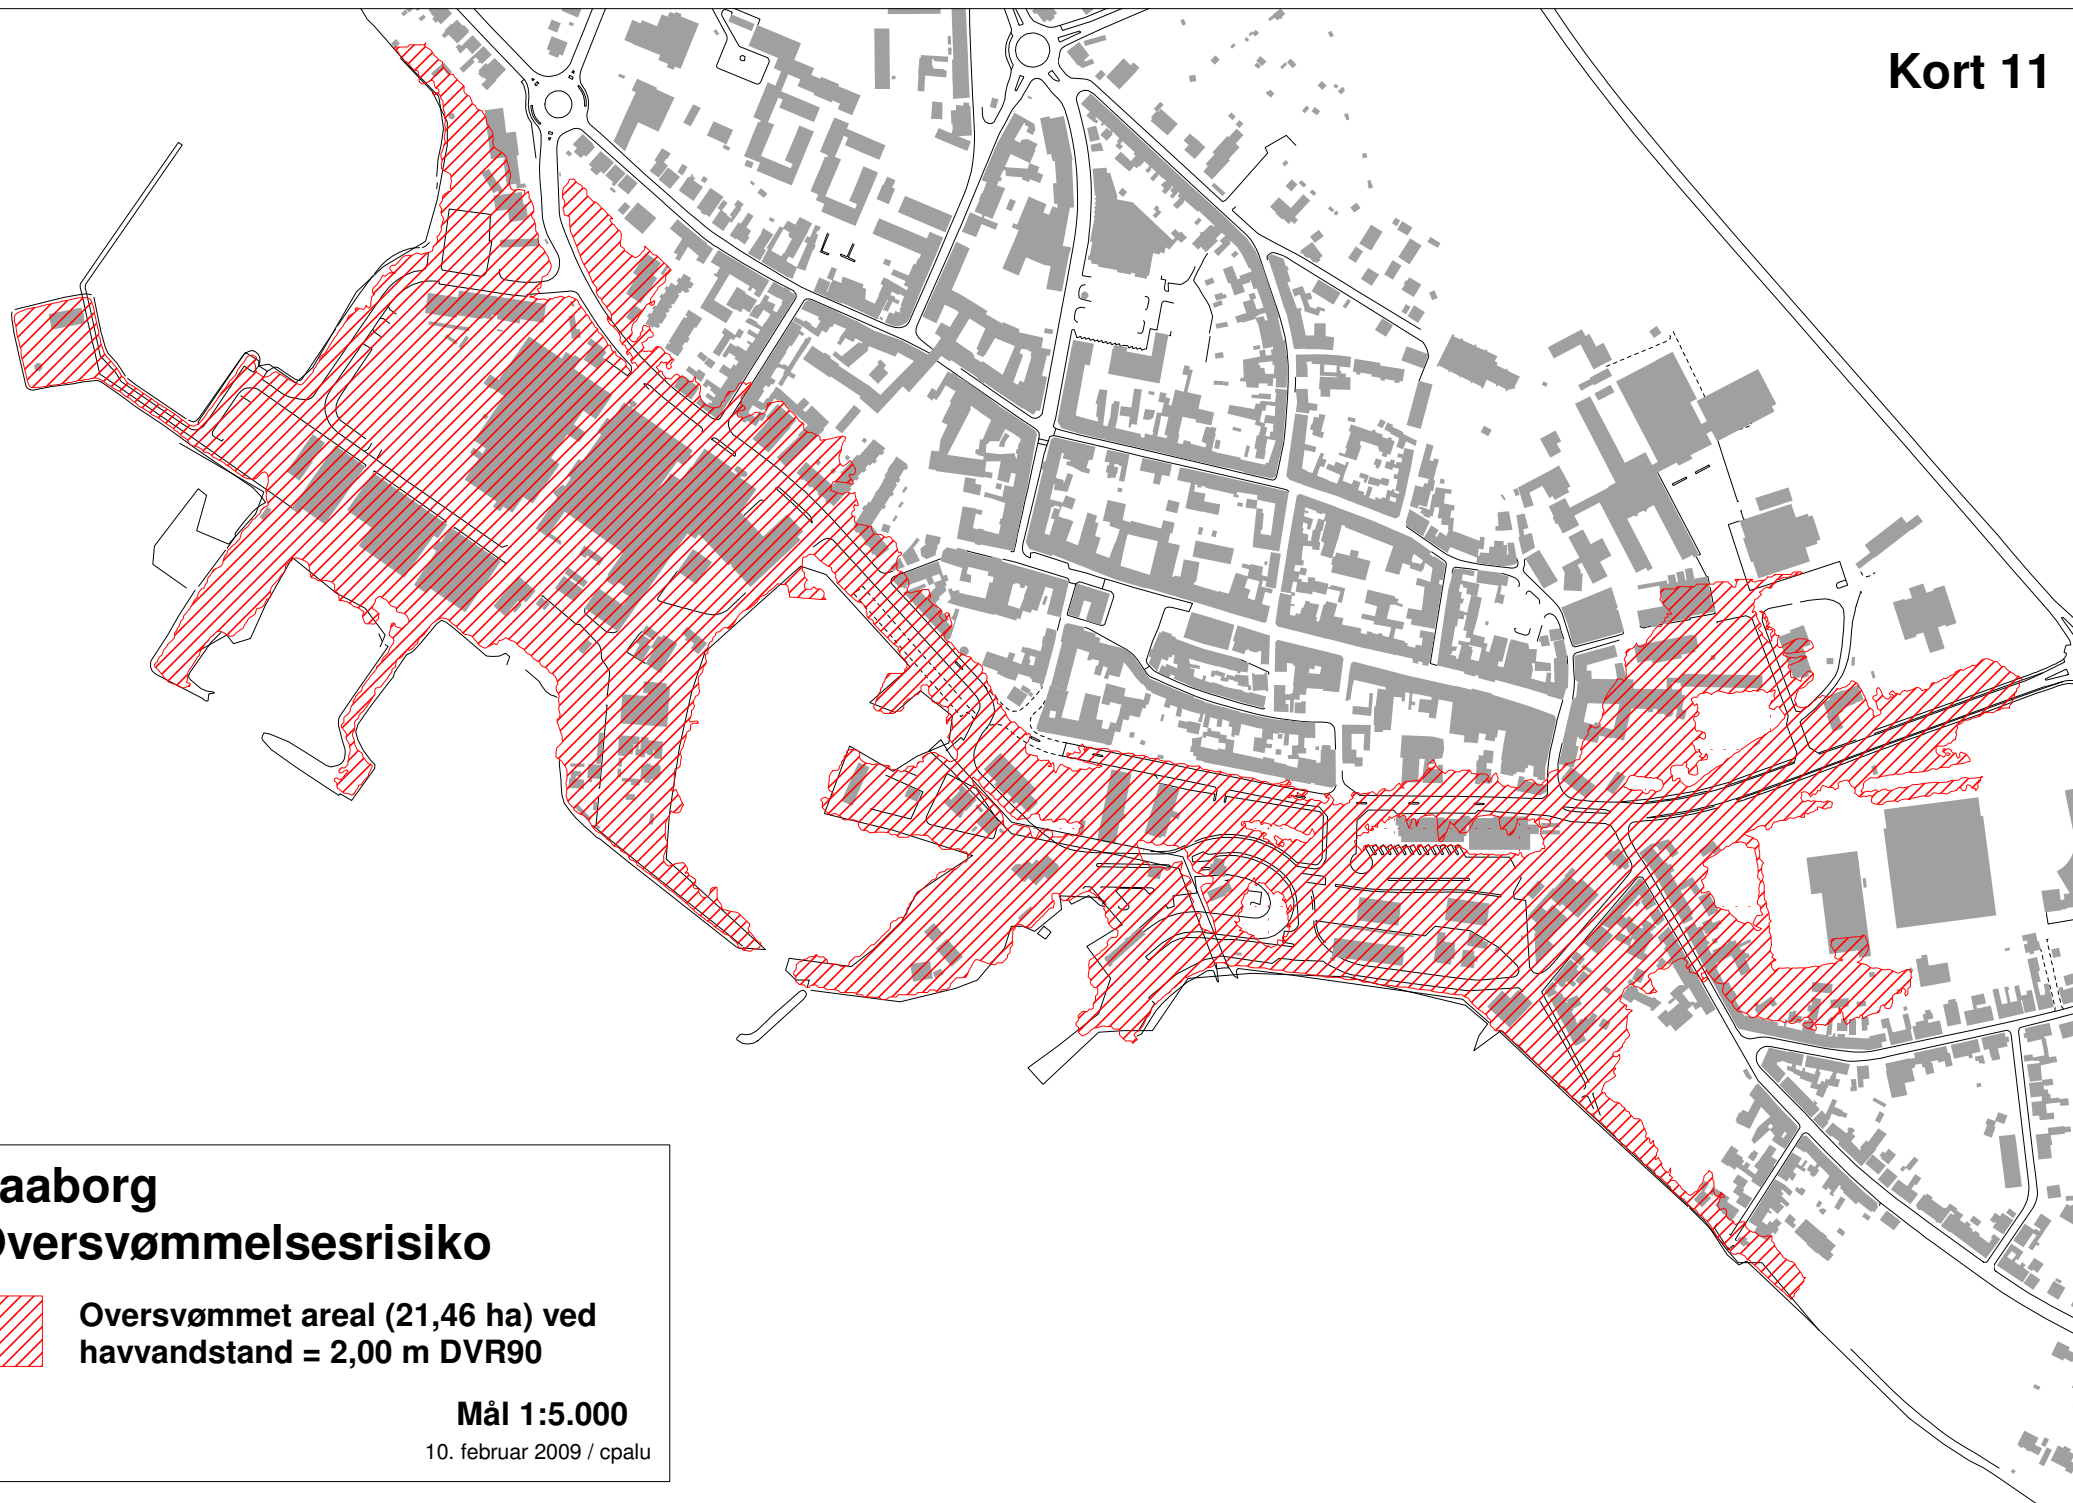 Kort 11
aaborg
Oversvømmelsesrisiko
Oversvømmet areal (21,46 ha) ved
havvandstand = 2,00 m DVR90
Mål 1:5.000
10. februar 2009 / cpalu